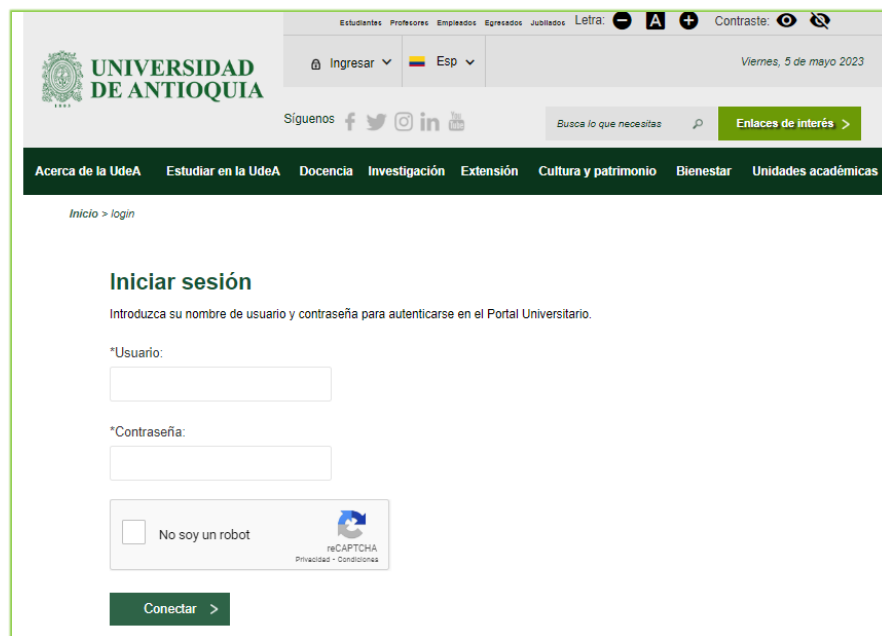 Estudiantes Profesores Empleados Egresados Jubilados Letra: A Contraste:
UNIVERSIDAD
DE ANTIOQUIA
1803
Ingresar Esp
Viernes, 5 de mayo 2023
Síguenos
You Tube
Busca lo que necesitas
Enlaces de interés >
Acerca de la UdeA Estudiar en la UdeA Docencia Investigación Extensión Cultura y patrimonio Bienestar Unidades académicas
Inicio > login
Iniciar sesión
Introduzca su nombre de usuario y contraseña para autenticarse en el Portal Universitario.
*Usuario:
*Contraseña:
No soy un robot
reCAPTCHA
Privacidad - Condiciones
Conectar >